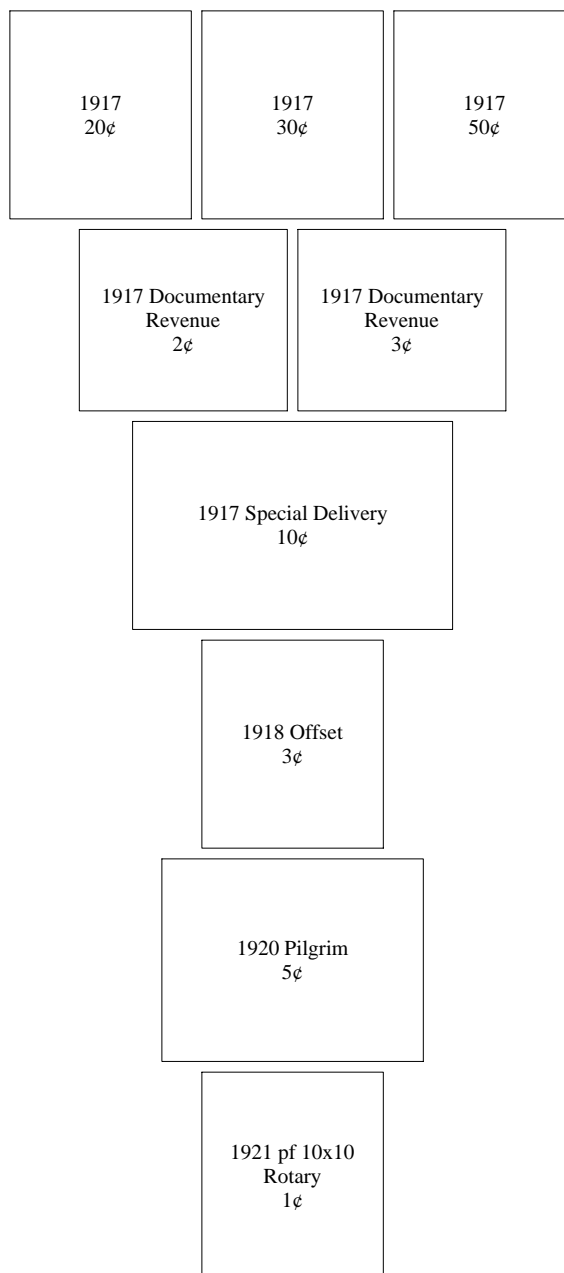 1917
20¢
1917
30¢
1917
50¢
1917 Documentary
Revenue
2¢
1917 Documentary
Revenue
3¢
1917 Special Delivery
10¢
1918 Offset
3¢
1920 Pilgrim
5¢
1921 pf 10x10
Rotary
1¢